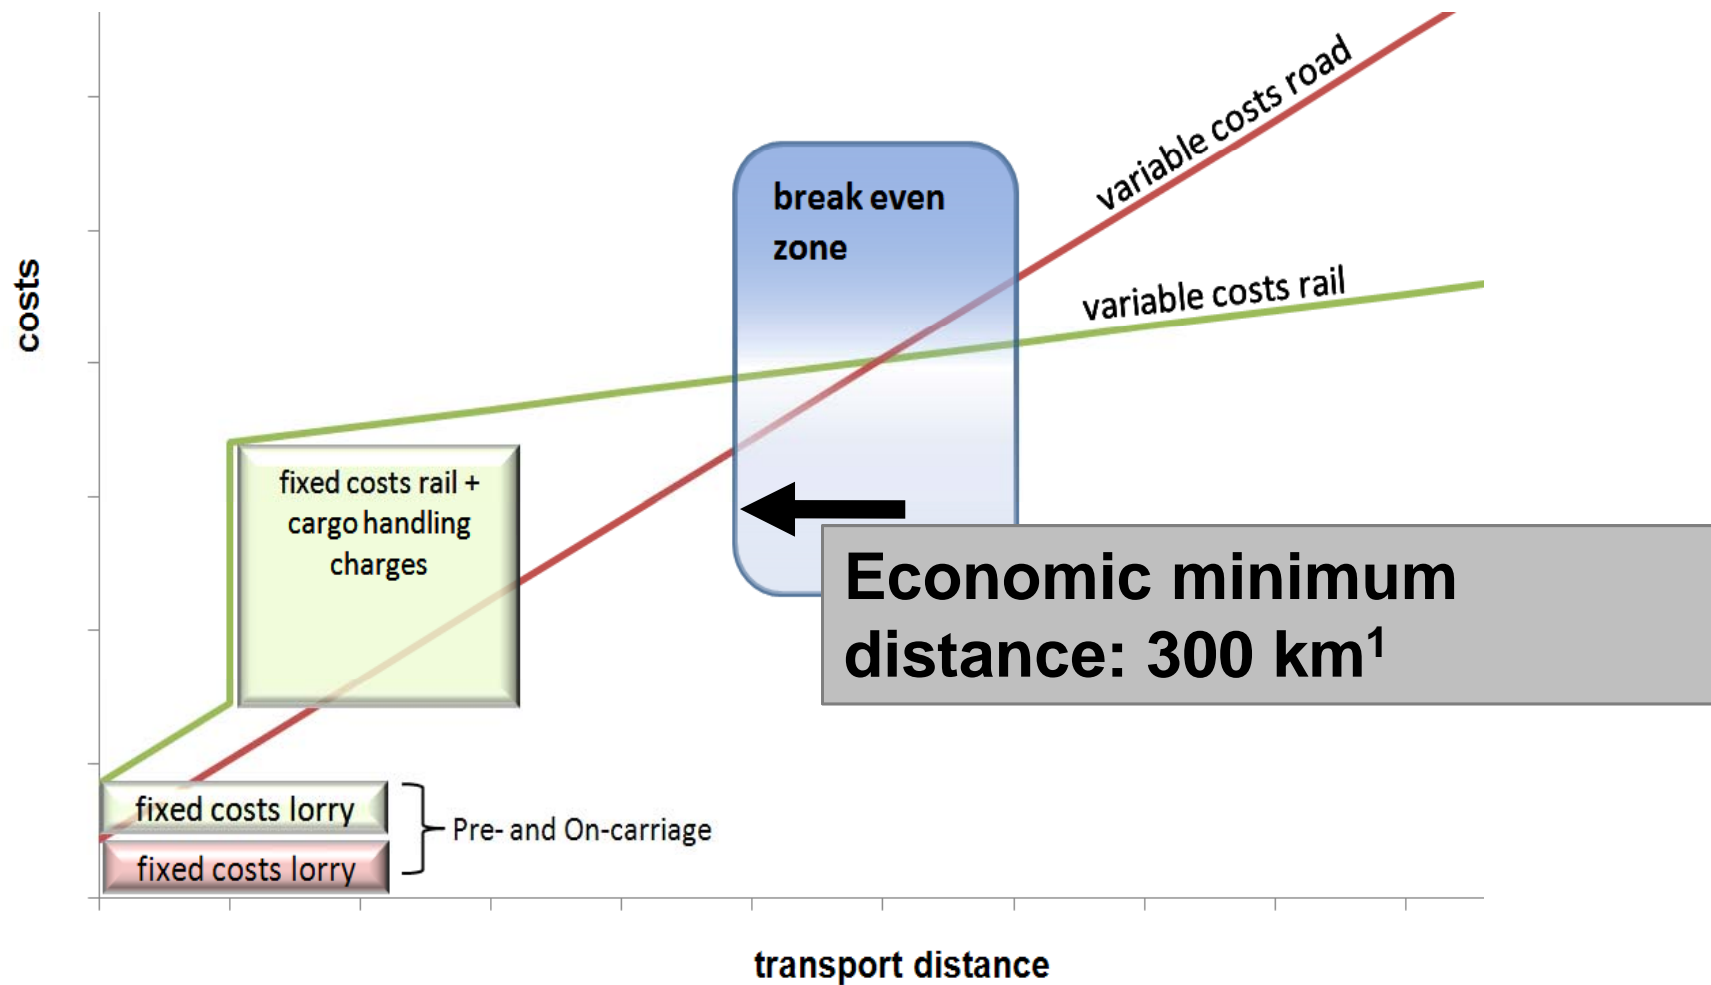 variable costs road
break even
zone
variable costs rail
costs
fixed costs rail +
cargo handling
charges
Economic minimum
distance: 300 km¹
fixed costs lorry
Pre- and On-carriage
fixed costs lorry
transport distance